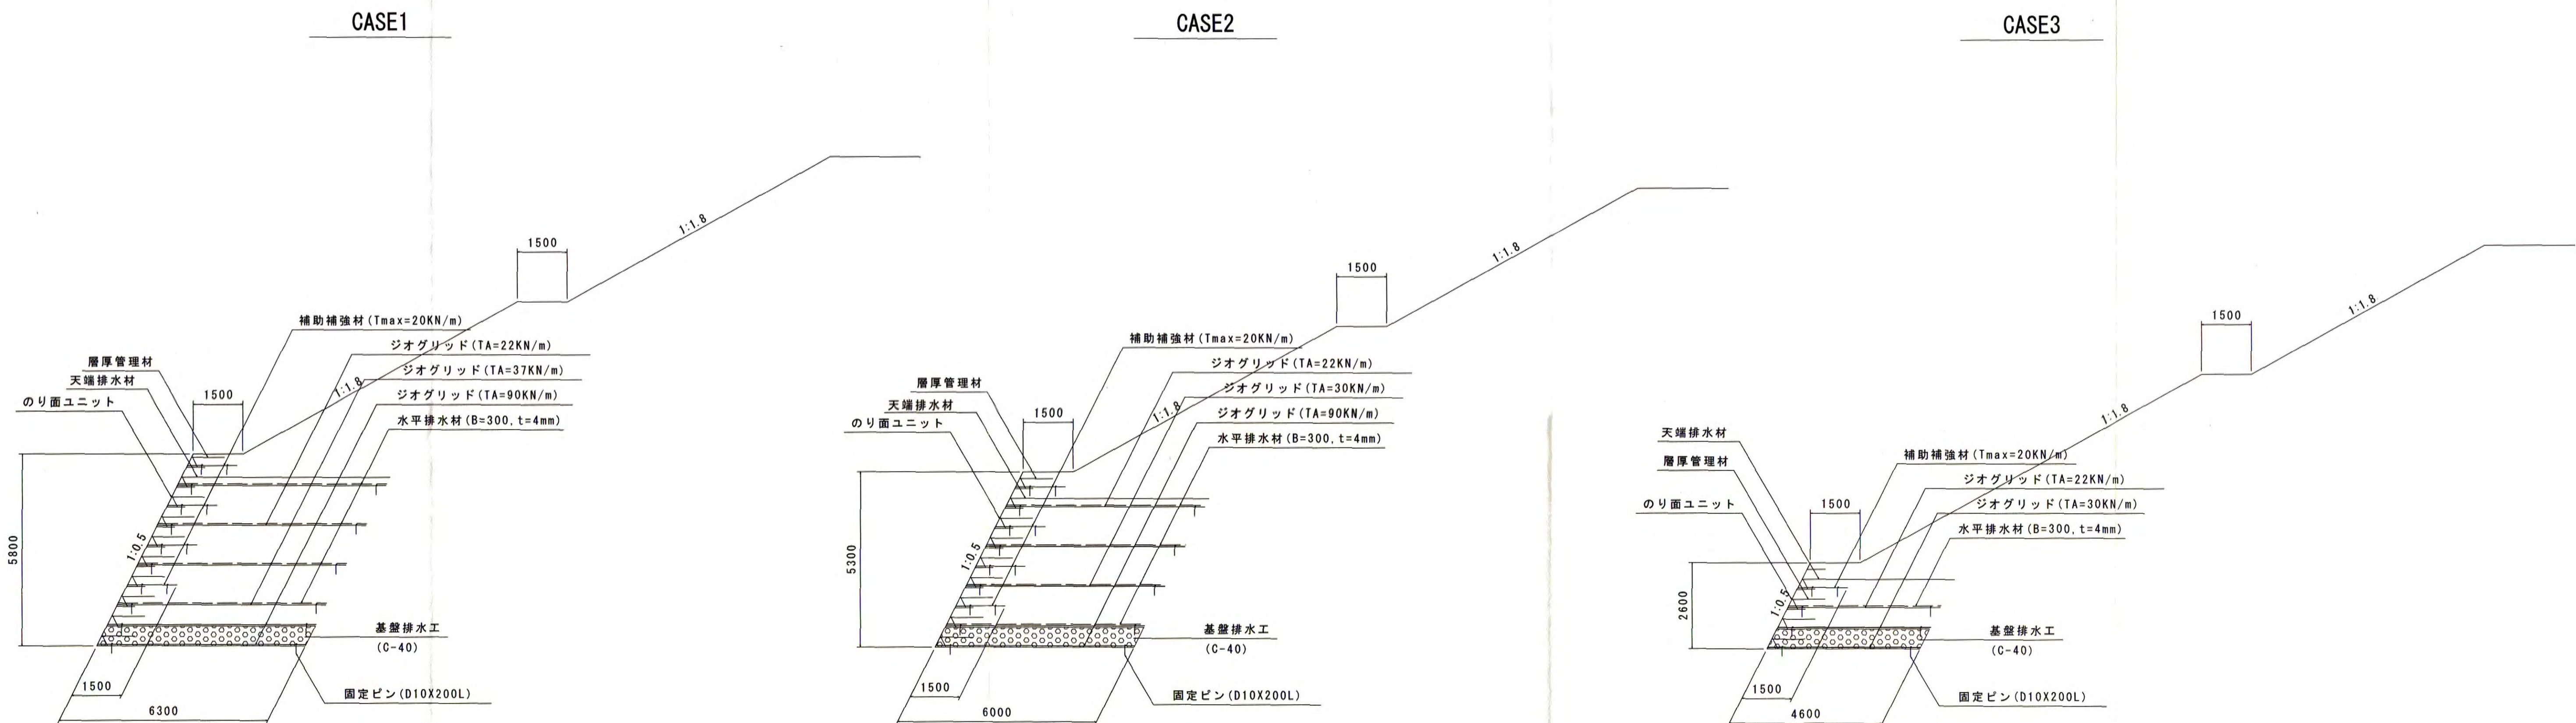 CASE1
1:1.8
1500
補助補強材(Tmax=20KN/m)
ジオグリッド(TA=22KN/m)
層厚管理材
ジオグリッド(TA=37KN/m)
天端排水材
1:1.8
1500
ジオグリッド(TA=90KN/m)
のり面ユニット
水平排水材(B=300,t=4mm)
1:0.5
5800
基盤排水工
(C-40)
1500
固定ピン(D10X200L)
6300
CASE2
1:1.8
1500
補助補強材(Tmax=20KN/m)
ジオグリッド(TA=22KN/m)
層厚管理材
ジオグリッド(TA=30KN/m)
天端排水材
1:1.8
1500
ジオグリッド(TA=90KN/m)
のり面ユニット
水平排水材(B=300,t=4mm)
1:0.5
5300
基盤排水工
(C-40)
1500
固定ピン(D10X200L)
6000
CASE3
1:1.8
1500
1:1.8
天端排水材
補助補強材(Tmax=20KN/m)
層厚管理材
ジオグリッド(TA=22KN/m)
のり面ユニット
1500
ジオグリッド(TA=30KN/m)
水平排水材(B=300,t=4mm)
1:0.5
2600
基盤排水工
(C-40)
1500
固定ピン(D10X200L)
4600